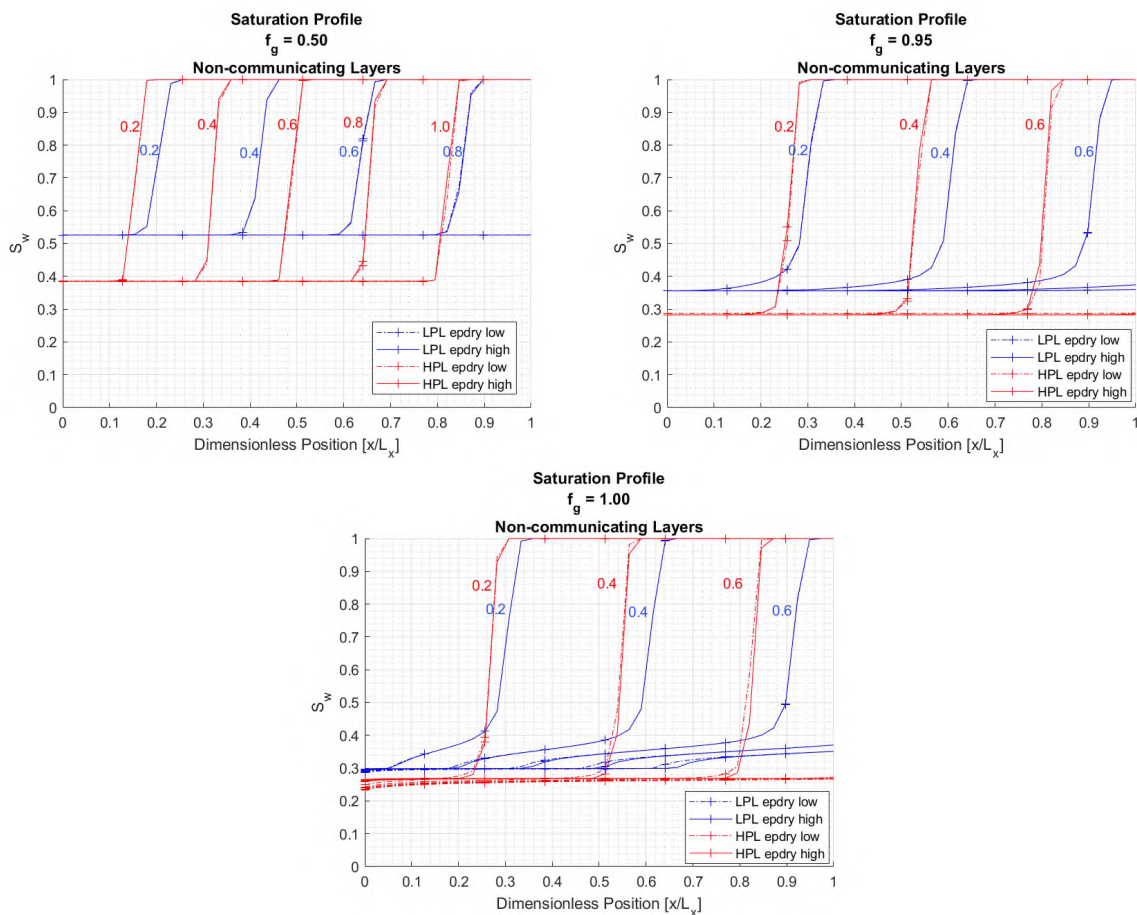 Saturation Profile
f_g = 0.50
Non-communicating Layers
1
0.9
0.8
0.7
0.6
0.5
0.4
0.3
0.2
0.1
0
S_w
0.2
0.4
0.6
0.8
1.0
0.2
0.4
0.6
0.8
LPL epdry low
LPL epdry high
HPL epdry low
HPL epdry high
0 0.1 0.2 0.3 0.4 0.5 0.6 0.7 0.8 0.9 1
Dimensionless Position [x/L_x]
Saturation Profile
f_g = 0.95
Non-communicating Layers
1
0.9
0.8
0.7
0.6
0.5
0.4
0.3
0.2
0.1
0
S_w
0.2
0.4
0.6
0.2
0.4
0.6
LPL epdry low
LPL epdry high
HPL epdry low
HPL epdry high
0 0.1 0.2 0.3 0.4 0.5 0.6 0.7 0.8 0.9 1
Dimensionless Position [x/L_x]
Saturation Profile
f_g = 1.00
Non-communicating Layers
1
0.9
0.8
0.7
0.6
0.5
0.4
0.3
0.2
0.1
0
S_w
0.2
0.4
0.6
0.2
0.4
0.6
LPL epdry low
LPL epdry high
HPL epdry low
HPL epdry high
0 0.1 0.2 0.3 0.4 0.5 0.6 0.7 0.8 0.9 1
Dimensionless Position [x/L_x]